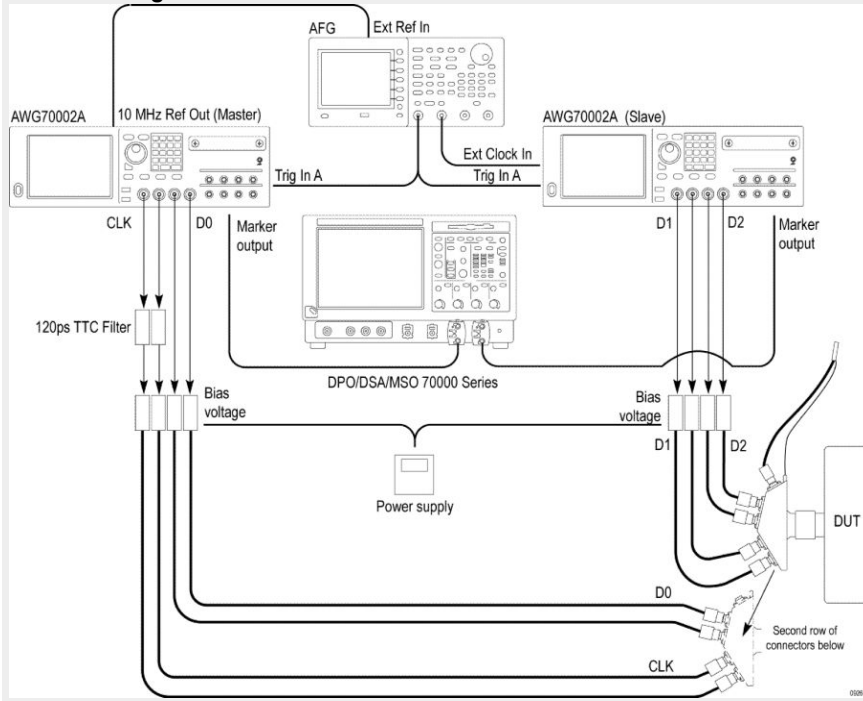 AFG
Ext Ref In
AWG70002A
10 MHz Ref Out (Master)
AWG70002A (Slave)
Ext Clock In
Trig In A
Trig In A
CLK
D0
Marker
output
D1
D2
Marker
output
120ps TTC Filter
DPO/DSA/MSO 70000 Series
Bias
voltage
Bias
voltage
D1
D2
Power supply
DUT
D0
Second row of
connectors below
CLK
0926